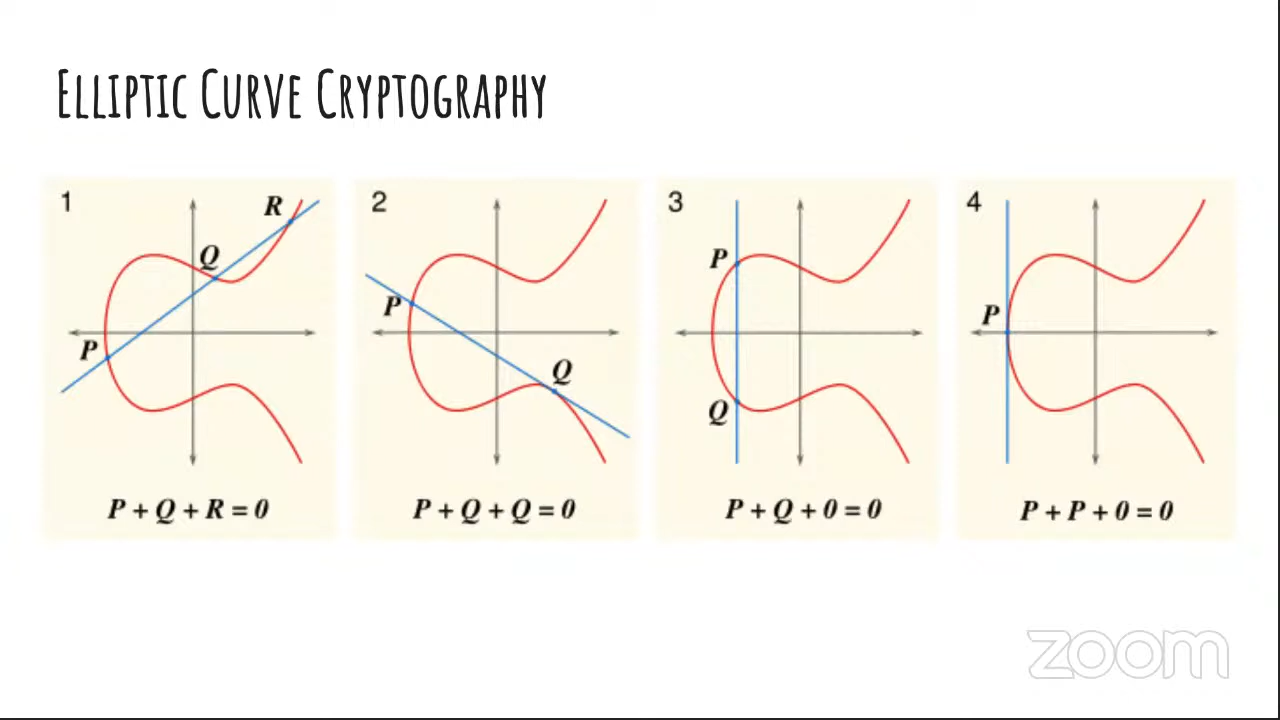 ELLIPTIC CURVE CRYPTOGRAPHY
1
R
Q
P
P + Q + R = 0
2
P
Q
P + Q + Q = 0
3
P
Q
P + Q + 0 = 0
4
P
P + P + 0 = 0
zoom